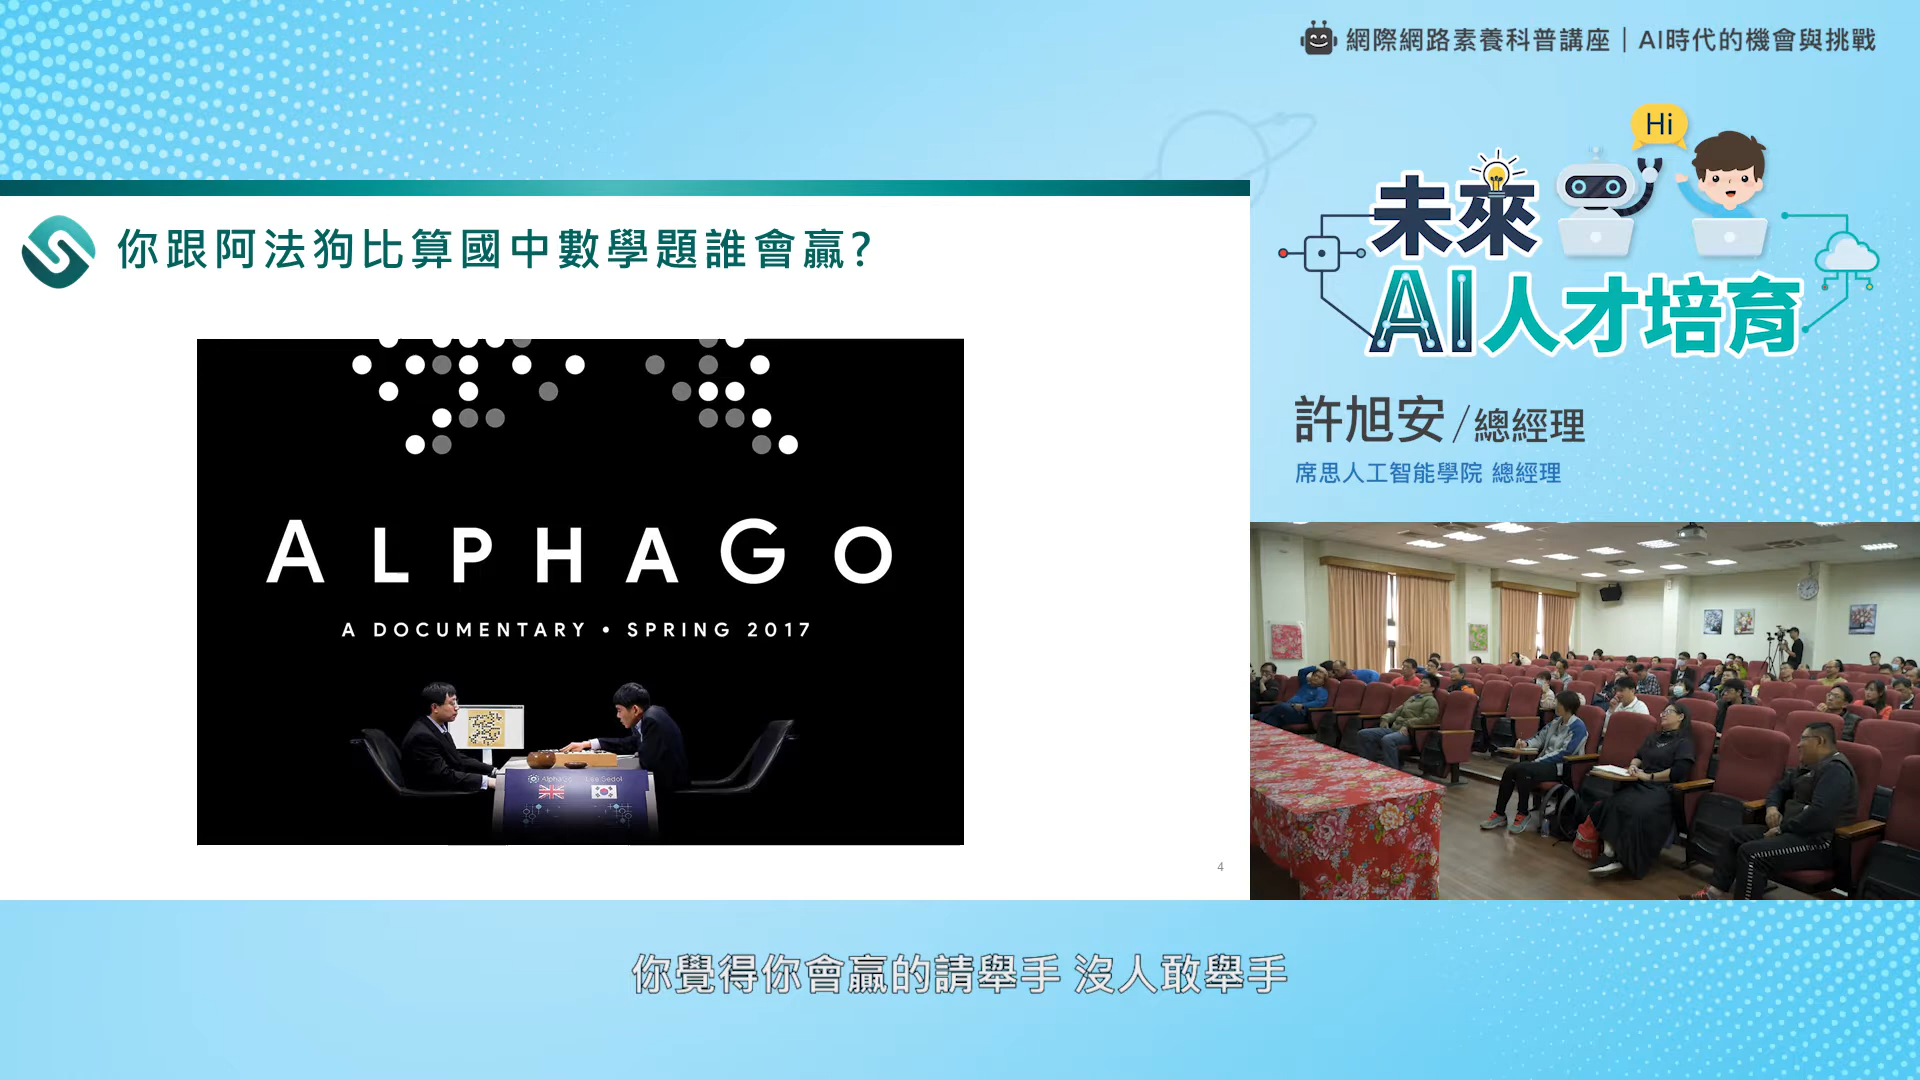 網際網路素養科普講座｜AI時代的機會與挑戰
Hi
未來
AI人才培育
許旭安/總經理
席思人工智能學院 總經理
你跟阿法狗比算國中數學題誰會贏?
ALPHAGO
A DOCUMENTARY • SPRING 2017
AlphaGo Lee Sedol
4
你覺得你會贏的請舉手 沒人敢舉手